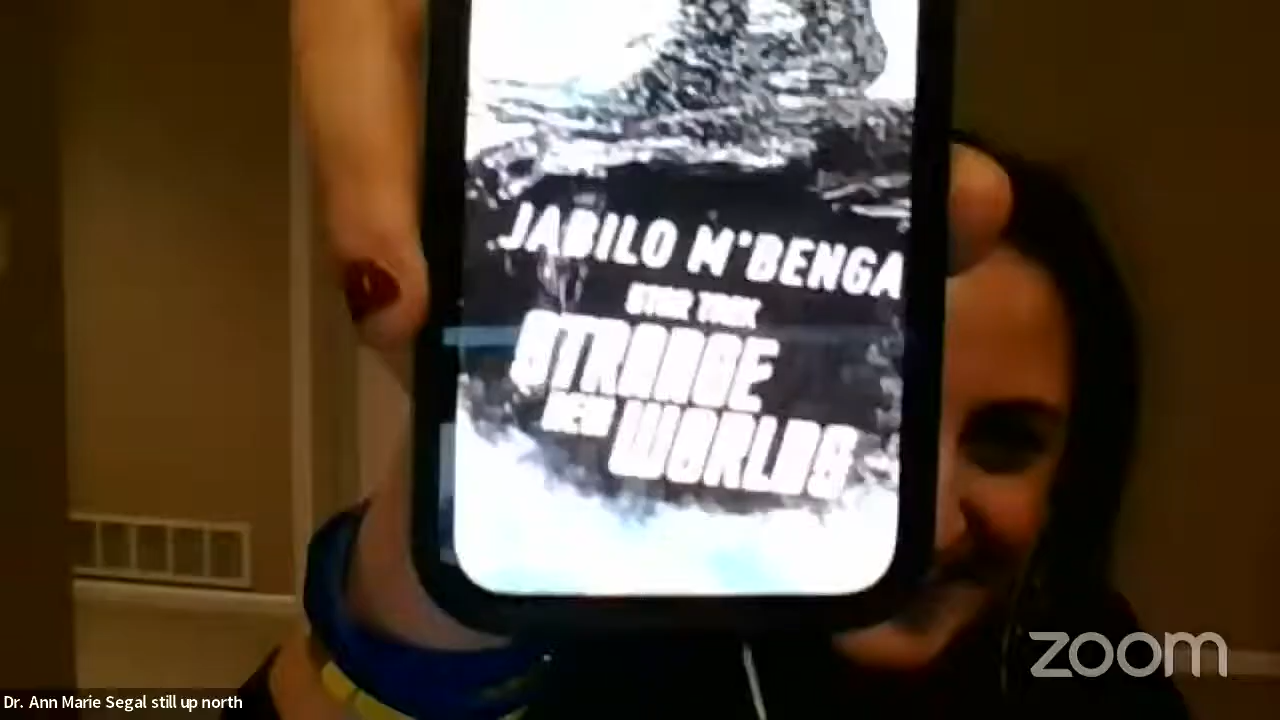 JABILO M'BENGA
STAR TREK
STRANGE
NEW WORLDS
zoom
Dr. Ann Marie Segal still up north